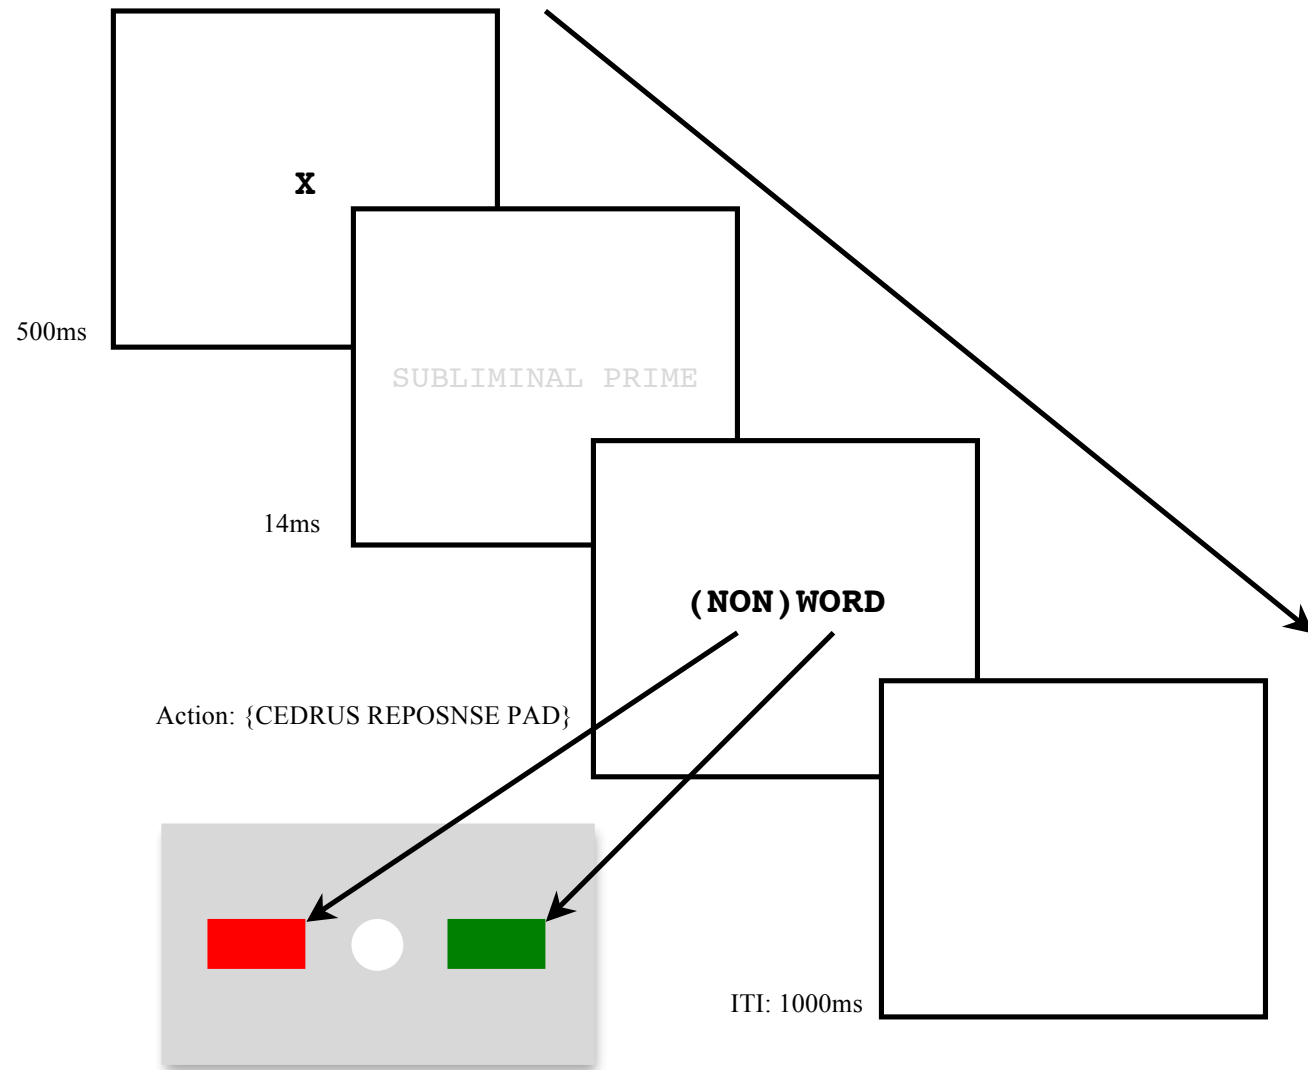 X
500ms
SUBLIMINAL PRIME
14ms
(NON)WORD
Action: {CEDRUS REPOSNSE PAD}
ITI: 1000ms